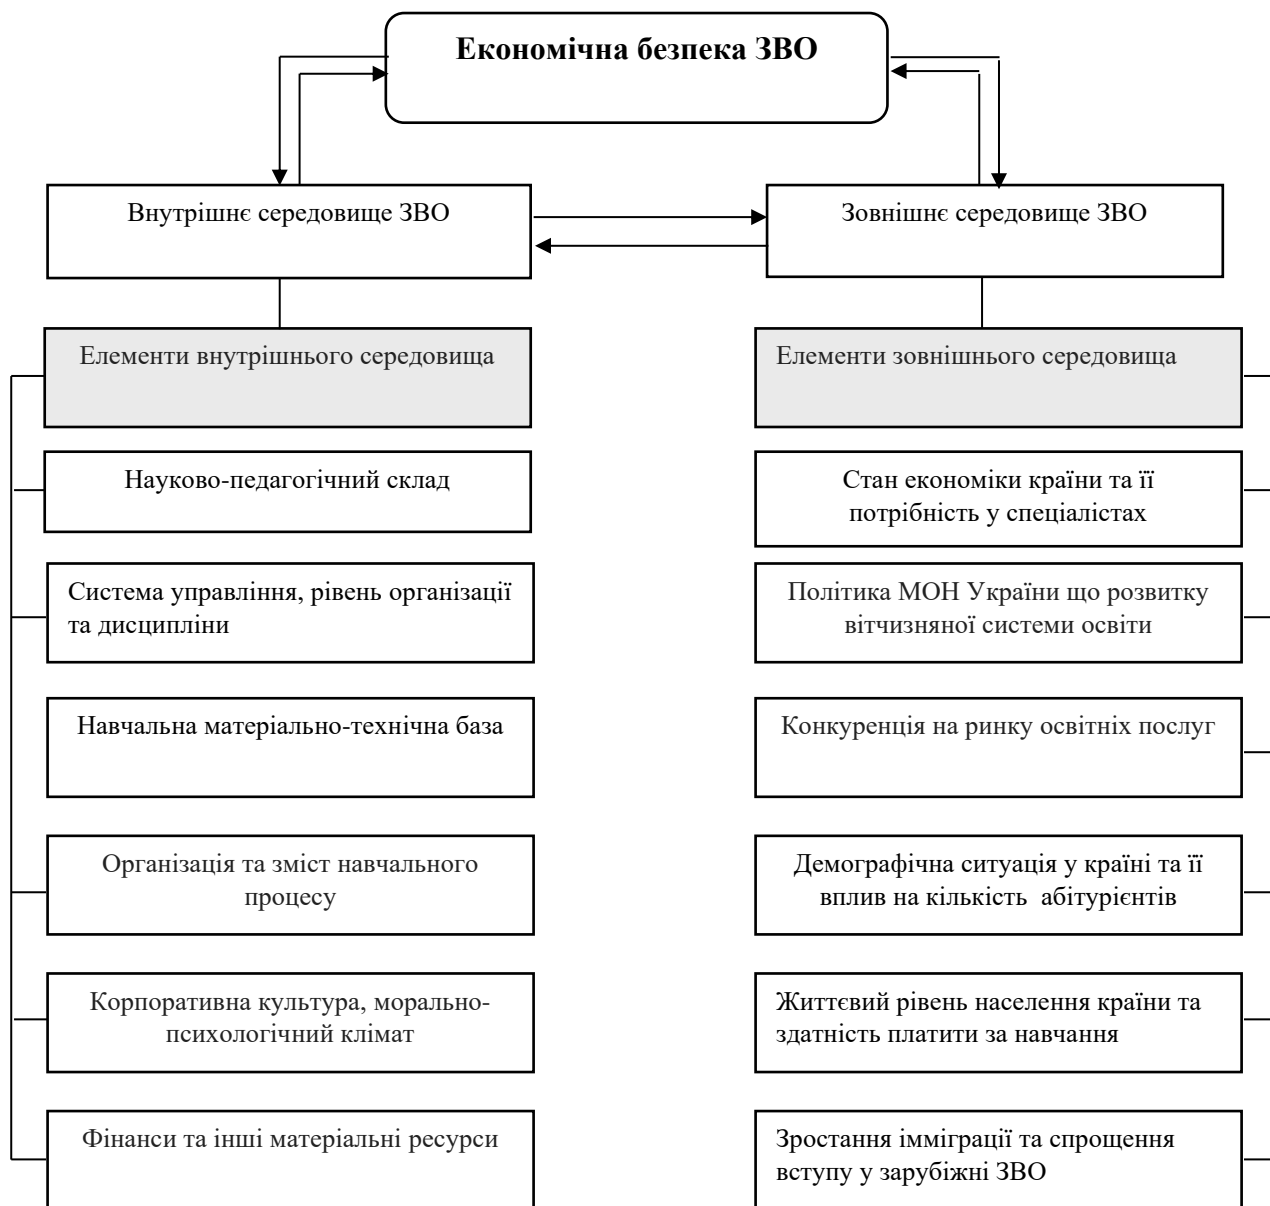 Економічна безпека ЗВО
Внутрішнє середовище ЗВО
Зовнішнє середовище ЗВО
Елементи внутрішнього середовища
Елементи зовнішнього середовища
Науково-педагогічний склад
Стан економіки країни та її
потрібність у спеціалістах
Система управління, рівень організації
та дисципліни
Політика МОН України що розвитку
вітчизняної системи освіти
Навчальна матеріально-технічна база
Конкуренція на ринку освітніх послуг
Організація та зміст навчального
процесу
Демографічна ситуація у країні та її
вплив на кількість абітурієнтів
Корпоративна культура, морально-
психологічний клімат
Життєвий рівень населення країни та
здатність платити за навчання
Фінанси та інші матеріальні ресурси
Зростання імміграції та спрощення
вступу у зарубіжні ЗВО